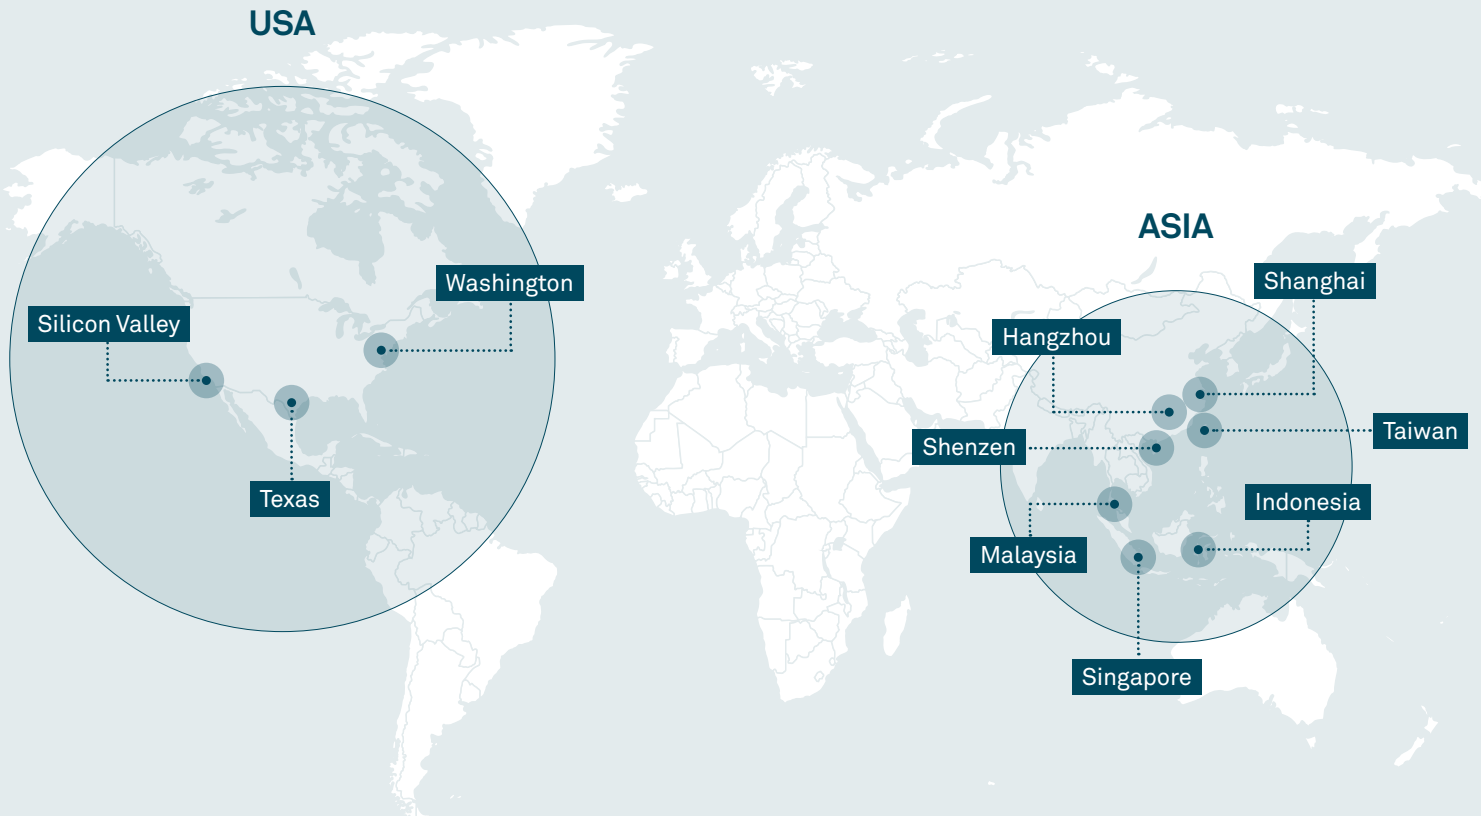 USA
Washington
Silicon Valley
Texas
ASIA
Shanghai
Hangzhou
Taiwan
Shenzen
Indonesia
Malaysia
Singapore